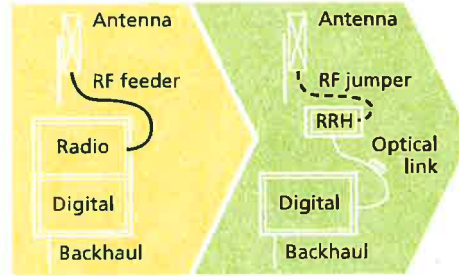 Antenna
RF feeder
Radio
Digital
Backhaul
Antenna
RF jumper
RRH
Optical
link
Digital
Backhaul